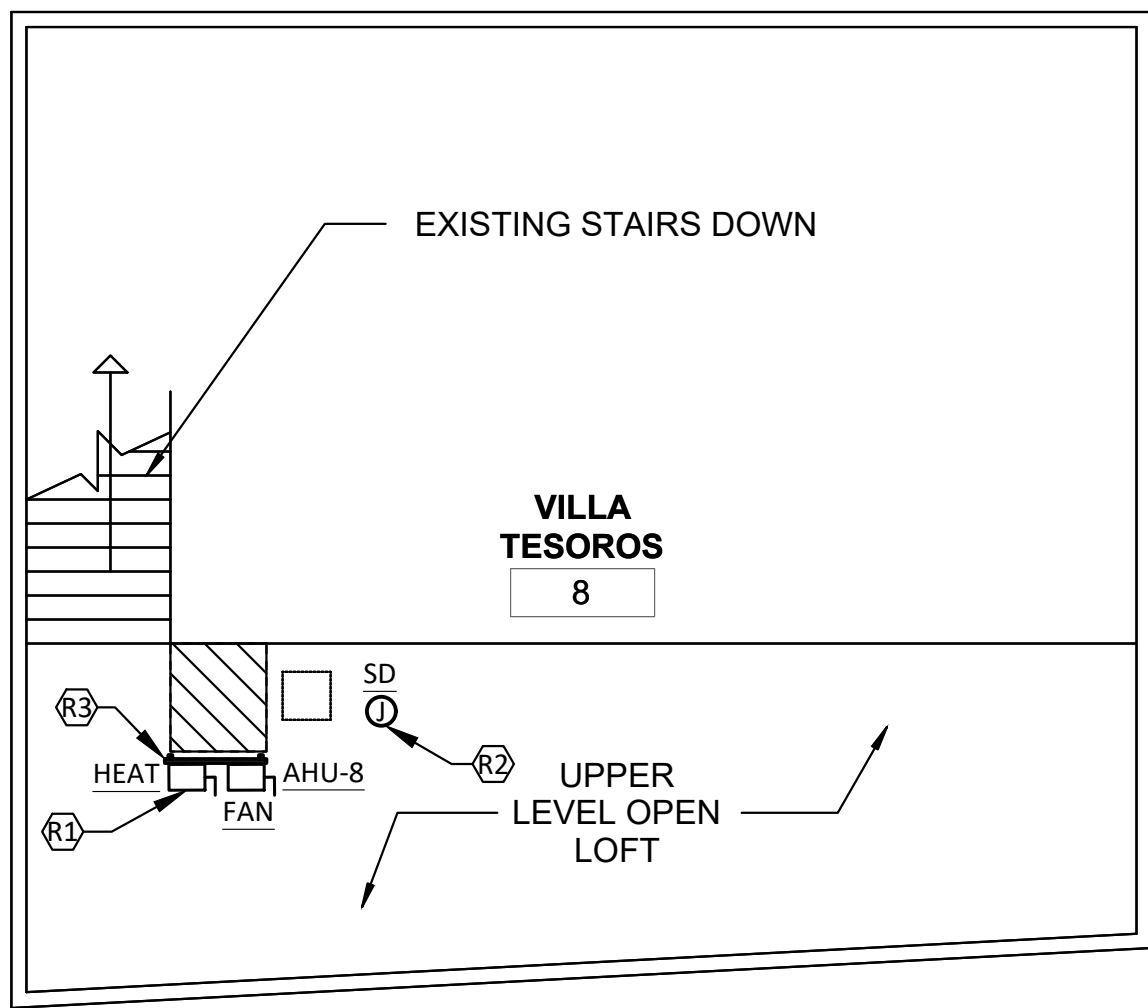 EXISTING STAIRS DOWN
VILLA
TESOROS
8
SD
J
R3
R2
HEAT
AHU-8
FAN
R1
UPPER
LEVEL OPEN
LOFT